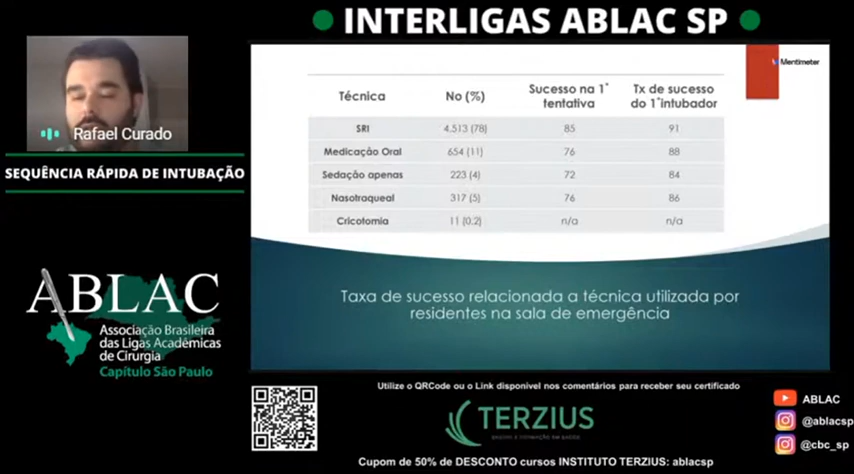 INTERLIGAS ABLAC SP
Rafael Curado
SEQUÊNCIA RÁPIDA DE INTUBAÇÃO
ABLAC
Associação Brasileira
das Ligas Acadêmicas
de Cirurgia
Capítulo São Paulo
Mentimeter
Técnica No (%) Sucesso na 1ª tentativa Tx de sucesso do 1ª intubador
SRI 4,513 (78) 85 91
Medicação Oral 654 (11) 76 88
Sedação apenas 223 (4) 72 84
Nasotraqueal 317 (5) 76 86
Cricotomia 11 (0.2) n/a n/a
Taxa de sucesso relacionada a técnica utilizada por
residentes na sala de emergência
Utilize o QRCode ou o Link disponível nos comentários para receber seu certificado
TERZIUS
Cupom de 50% de DESCONTO cursos INSTITUTO TERZIUS: ablacsp
ABLAC
@ablacsp
@cbc_sp